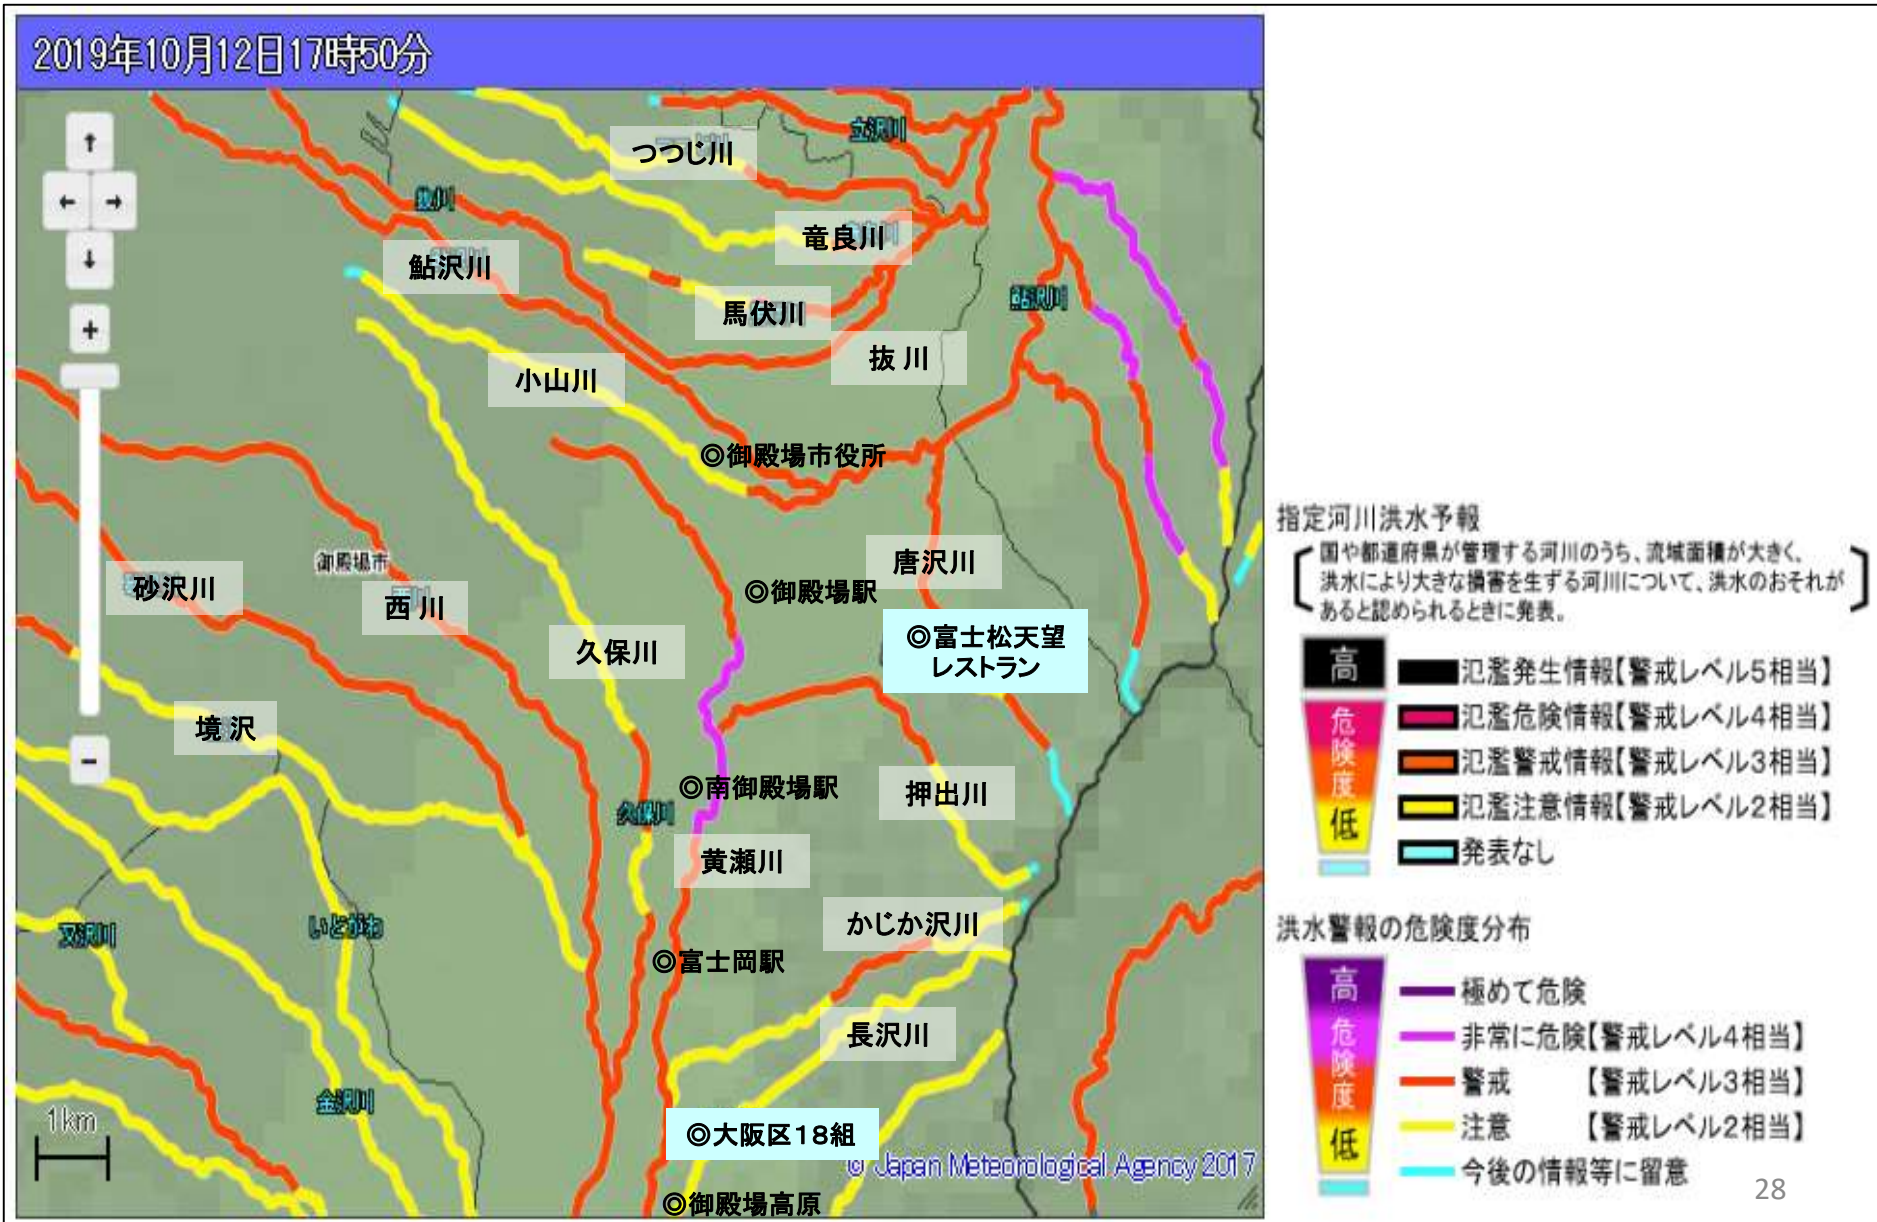 2019年10月12日17時50分
↑
← →
↓
+
−
つつじ川
立沢川
抜川
竜良川
鮎沢川
鮎沢川
馬伏川
抜 川
小山川
◎御殿場市役所
唐沢川
御殿場市
砂沢川
西 川
◎御殿場駅
久保川
◎富士松天望
レストラン
境 沢
◎南御殿場駅
押出川
久保川
黄瀬川
かじか沢川
又沢川
いとがわ
◎富士岡駅
長沢川
金沢川
1km
◎大阪区18組
© Japan Meteorological Agency 2017
◎御殿場高原
指定河川洪水予報
国や都道府県が管理する河川のうち、流域面積が大きく、
洪水により大きな損害を生ずる河川について、洪水のおそれが
あると認められるときに発表。
高
危険度
低
氾濫発生情報【警戒レベル5相当】
氾濫危険情報【警戒レベル4相当】
氾濫警戒情報【警戒レベル3相当】
氾濫注意情報【警戒レベル2相当】
発表なし
洪水警報の危険度分布
高
危険度
低
極めて危険
非常に危険【警戒レベル4相当】
警戒 【警戒レベル3相当】
注意 【警戒レベル2相当】
今後の情報等に留意
28